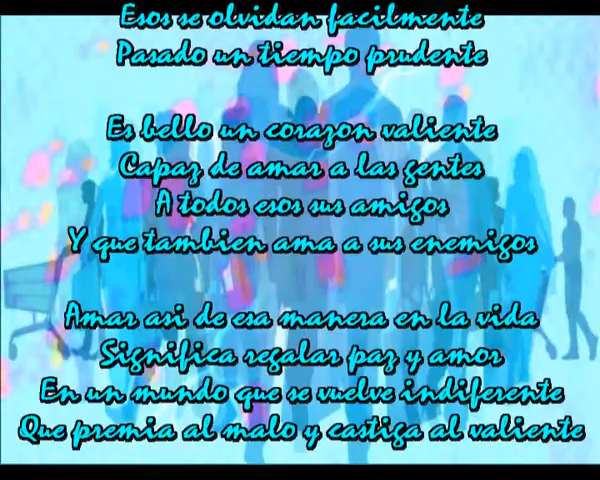 Esos se olvidan facilmente
Pasado un tiempo prudente
Es bello un corazon valiente
Capaz de amar a las gentes
A todos esos sus amigos
Y que tambien ama a sus enemigos
Amar asi de esa manera en la vida
Significa regalar paz y amor
En un mundo que se vuelve indiferente
Que premia al malo y castiga al valiente